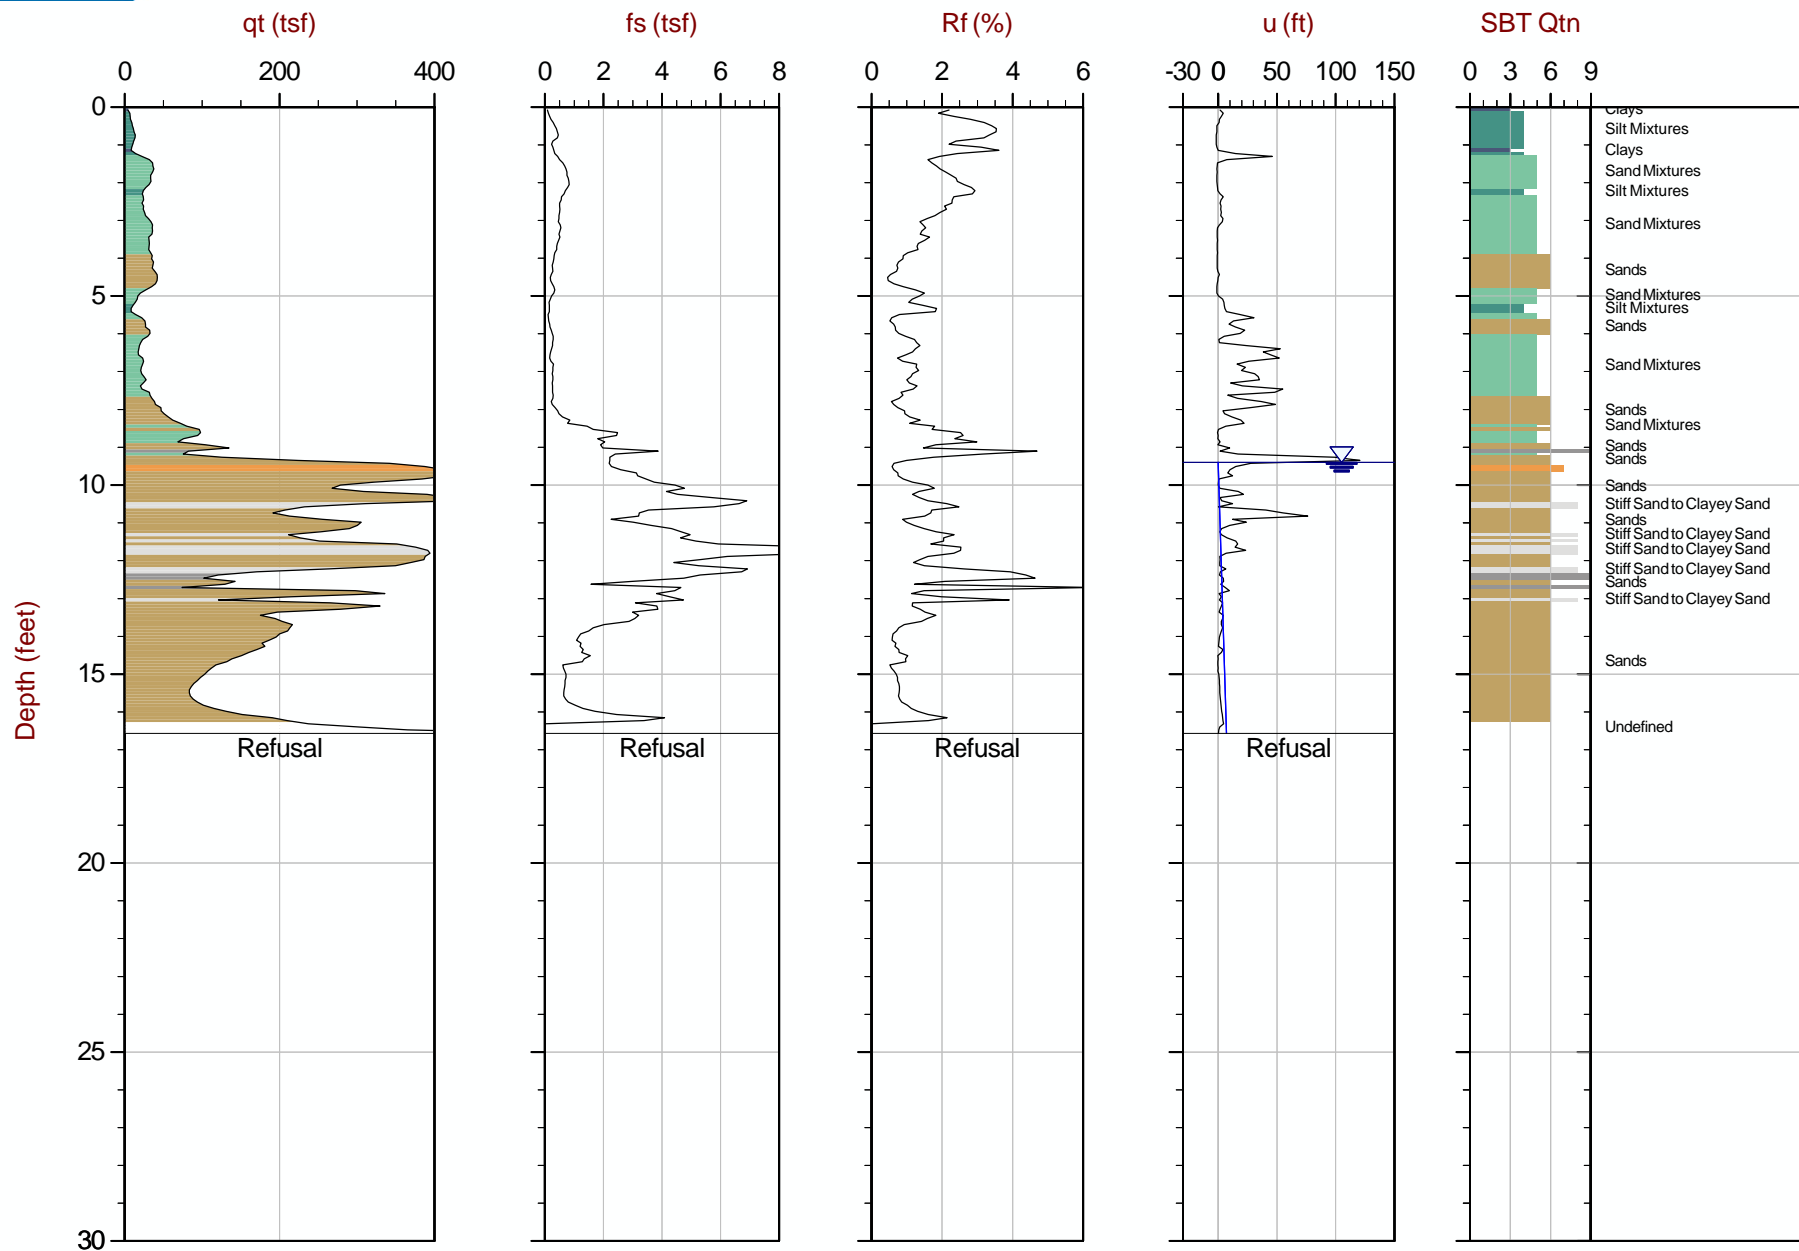 qt (tsf) fs (tsf) Rf (%) u (ft) SBT Qtn
0 200 400 0 2 4 6 8 0 2 4 6 -30 0 50 100 150 0 3 6 9
0
Clays
Silt Mixtures
Clays
Sand Mixtures
Silt Mixtures
Sand Mixtures
Sands
5
Sand Mixtures
Silt Mixtures
Sands
Sand Mixtures
Sands
Sand Mixtures
Sands
Sands
10
Sands
Stiff Sand to Clayey Sand
Sands
Stiff Sand to Clayey Sand
Stiff Sand to Clayey Sand
Stiff Sand to Clayey Sand
Sands
Stiff Sand to Clayey Sand
Depth (feet)
15
Sands
Undefined
Refusal Refusal Refusal Refusal
20
25
30